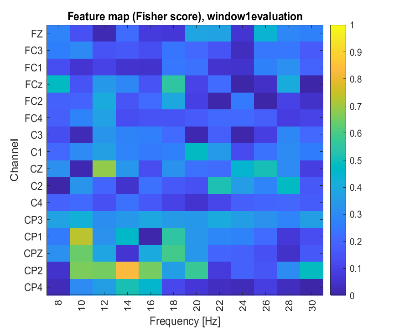 Feature map (Fisher score), window1evaluation
FZ
FC3
FC1
FCz
FC2
FC4
C3
C1
CZ
C2
C4
CP3
CP1
CPZ
CP2
CP4
Channel
8 10 12 14 16 18 20 22 24 26 28 30
Frequency [Hz]
1
0.9
0.8
0.7
0.6
0.5
0.4
0.3
0.2
0.1
0